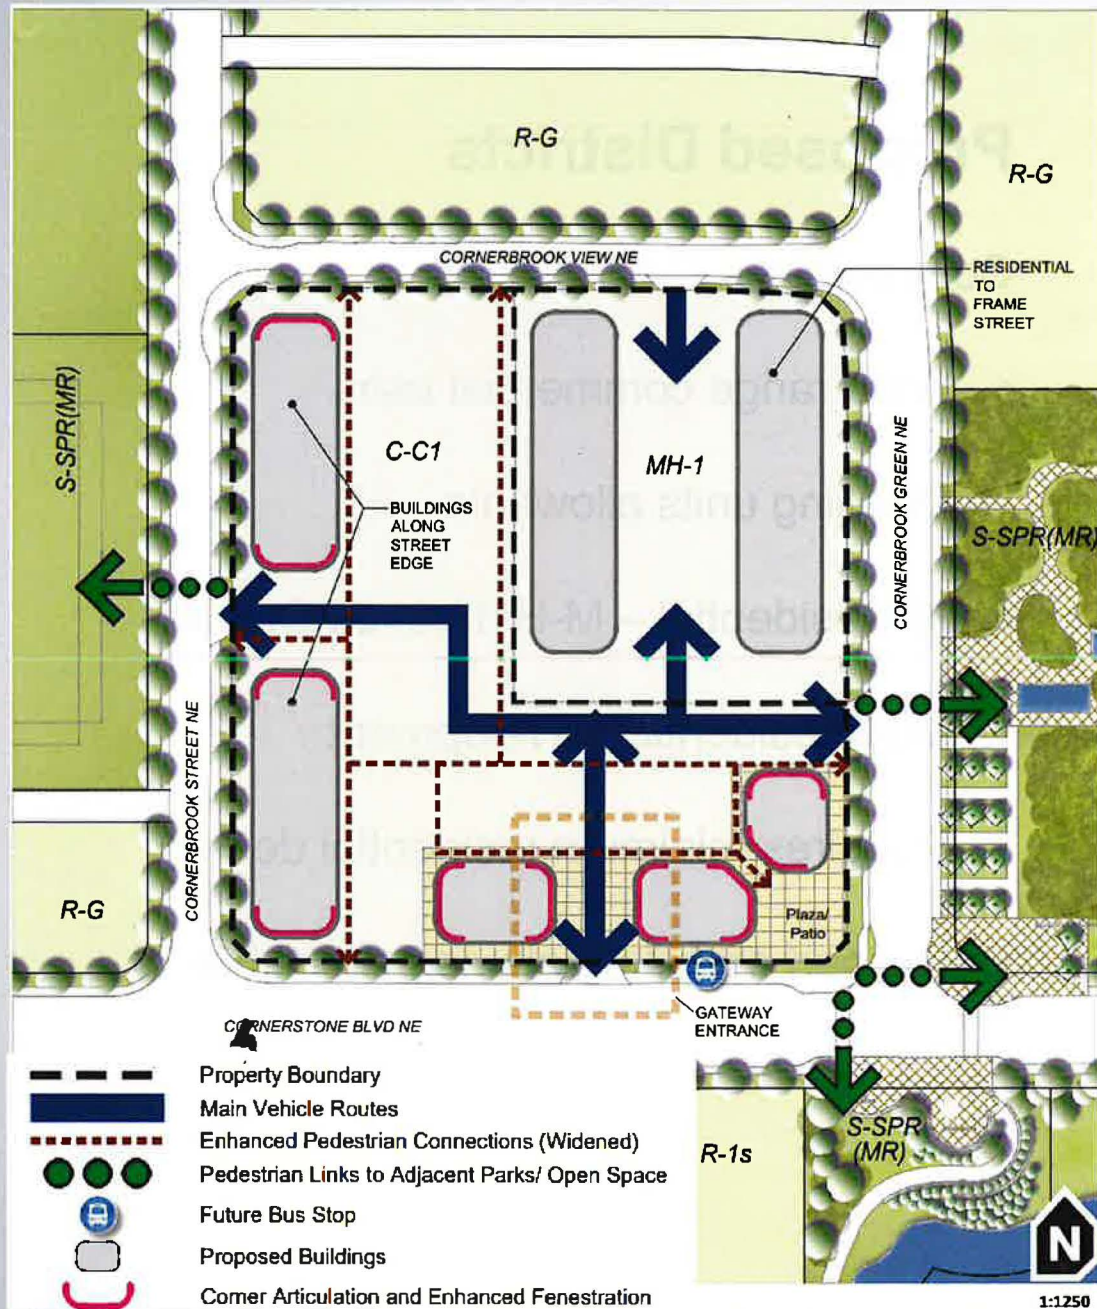 R-G
R-G
CORNERBROOK VIEW NE
RESIDENTIAL
TO
FRAME
STREET
S-SPR(MR)
C-C1
MH-1
CORNERBROOK GREEN NE
S-SPR(MR)
BUILDINGS
ALONG
STREET
EDGE
CORNERBROOK STREET NE
R-G
Plaza/
Patio
GATEWAY
ENTRANCE
CORNERSTONE BLVD NE
Property Boundary
Main Vehicle Routes
Enhanced Pedestrian Connections (Widened)
Pedestrian Links to Adjacent Parks/ Open Space
Future Bus Stop
Proposed Buildings
Corner Articulation and Enhanced Fenestration
R-1s
S-SPR
(MR)
N
1:1250